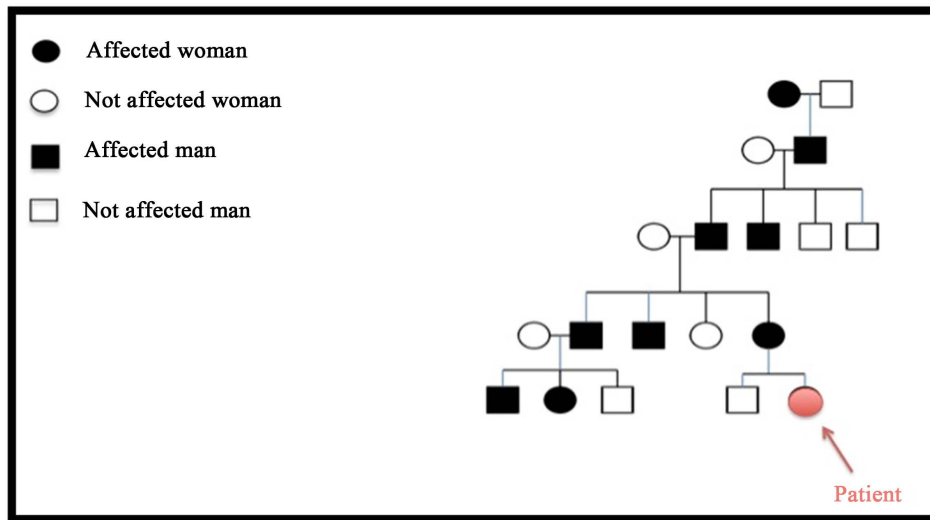 Affected woman
Not affected woman
Affected man
Not affected man
Patient